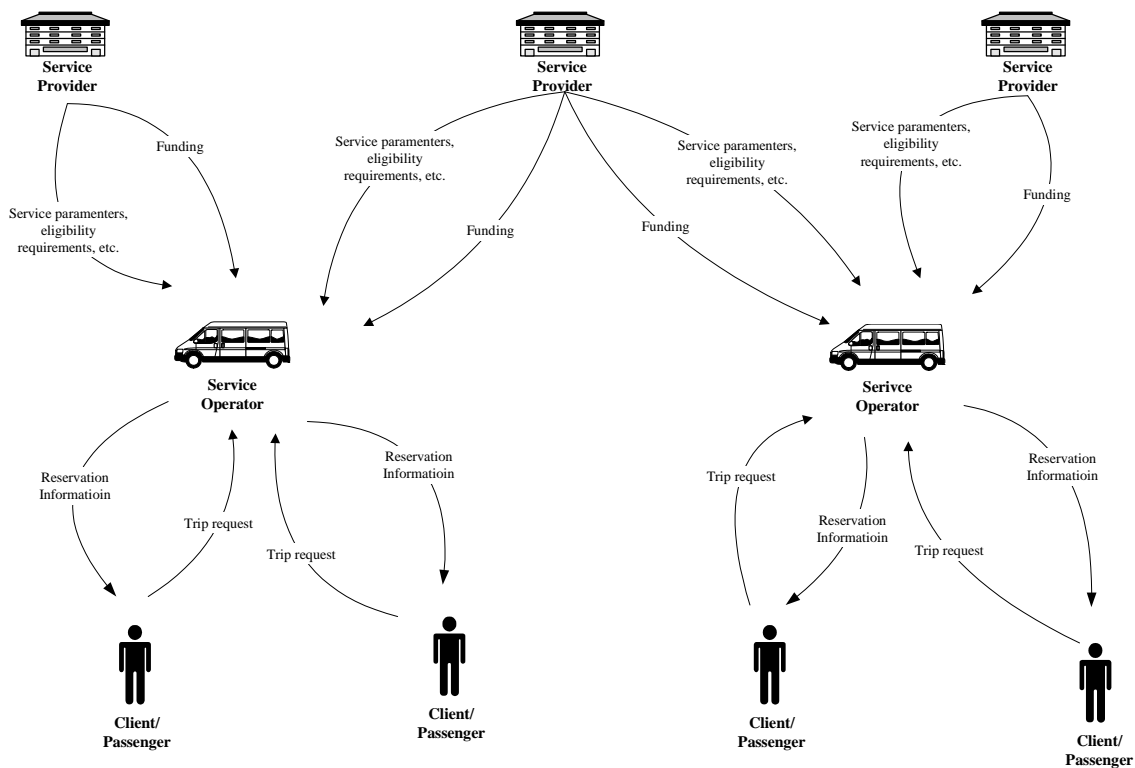 Service
Provider
Service
Provider
Service
Provider
Funding
Service paramenters,
eligibility
requirements, etc.
Service paramenters,
eligibility
requirements, etc.
Service paramenters,
eligibility
requirements, etc.
Funding
Service paramenters,
eligibility
requirements, etc.
Funding
Funding
Service
Operator
Serivce
Operator
Reservation
Informatioin
Reservation
Informatioin
Trip request
Trip request
Trip request
Reservation
Informatioin
Reservation
Informatioin
Trip request
Client/
Passenger
Client/
Passenger
Client/
Passenger
Client/
Passenger